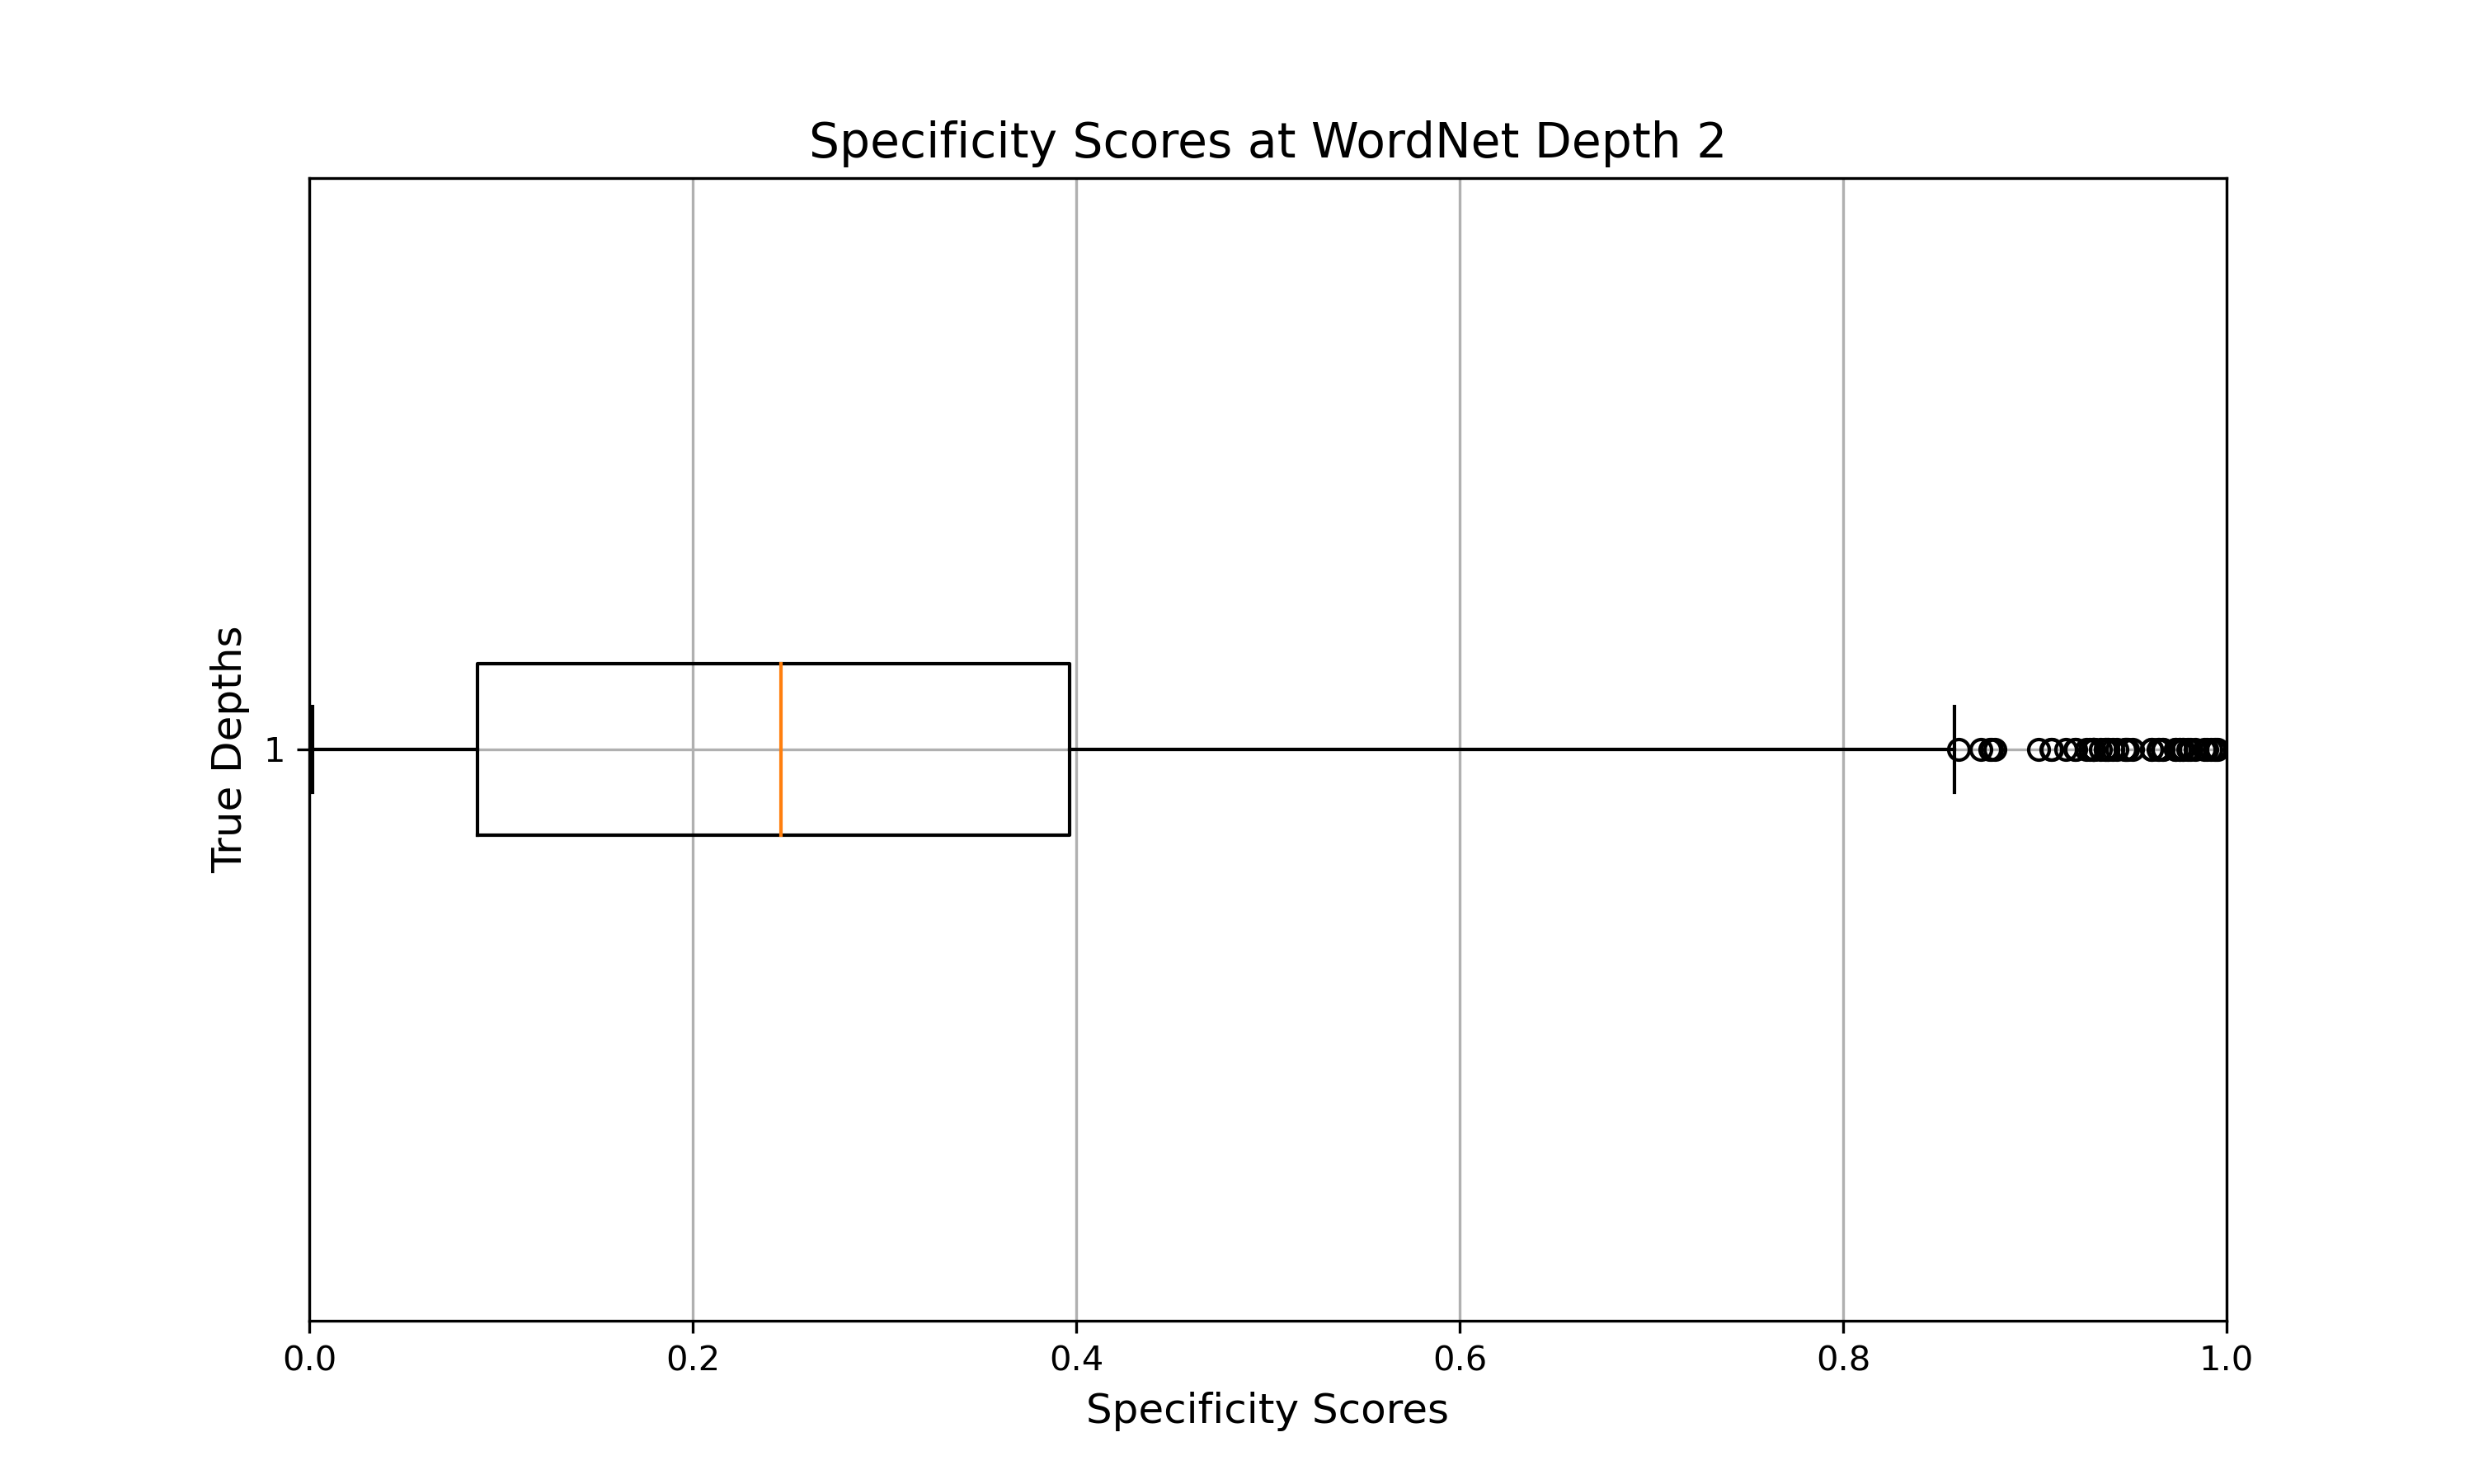 Specificity Scores at WordNet Depth 2
True Depths
1
0.0 0.2 0.4 0.6 0.8 1.0
Specificity Scores